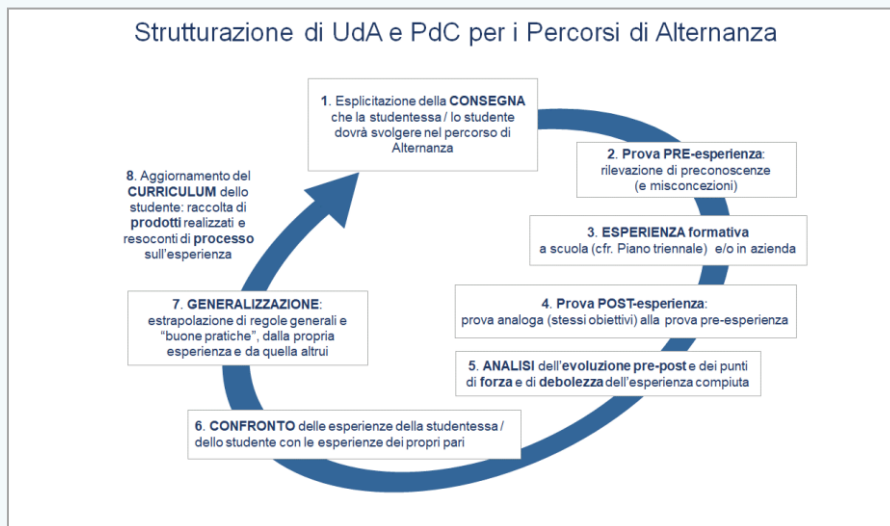 Strutturazione di UdA e PdC per i Percorsi di Alternanza
1. Esplicitazione della CONSEGNA
che la studentessa / lo studente
dovrà svolgere nel percorso di
Alternanza
2. Prova PRE-esperienza:
rilevazione di preconoscenze
(e misconcezioni)
3. ESPERIENZA formativa
a scuola (cfr. Piano triennale) e/o in azienda
4. Prova POST-esperienza:
prova analoga (stessi obiettivi) alla prova pre-esperienza
5. ANALISI dell'evoluzione pre-post e dei punti
di forza e di debolezza dell'esperienza compiuta
6. CONFRONTO delle esperienze della studentessa /
dello studente con le esperienze dei propri pari
7. GENERALIZZAZIONE:
estrapolazione di regole generali e
“buone pratiche”, dalla propria
esperienza e da quella altrui
8. Aggiornamento del
CURRICULUM dello
studente: raccolta di
prodotti realizzati e
resoconti di processo
sull'esperienza